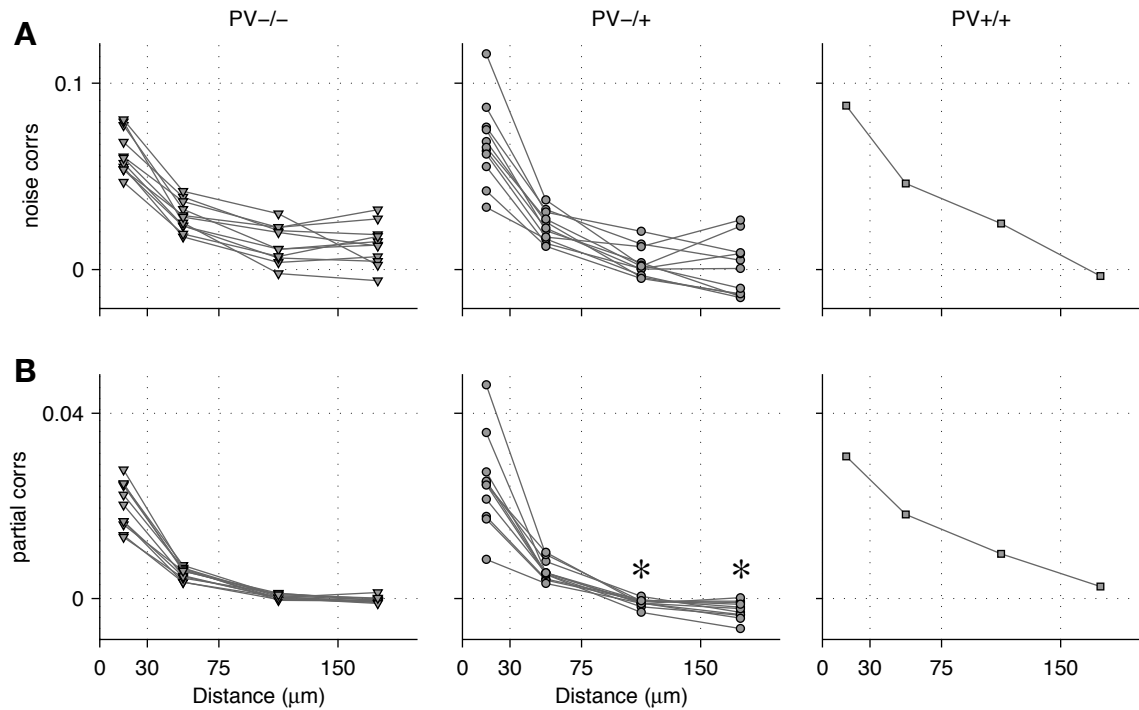 A
PV−/−
PV−/+
PV+/+
noise corrs
0.1
0
B
partial corrs
0.04
0
* *
0 30 75 150
0 30 75 150
0 30 75 150
Distance (μm)
Distance (μm)